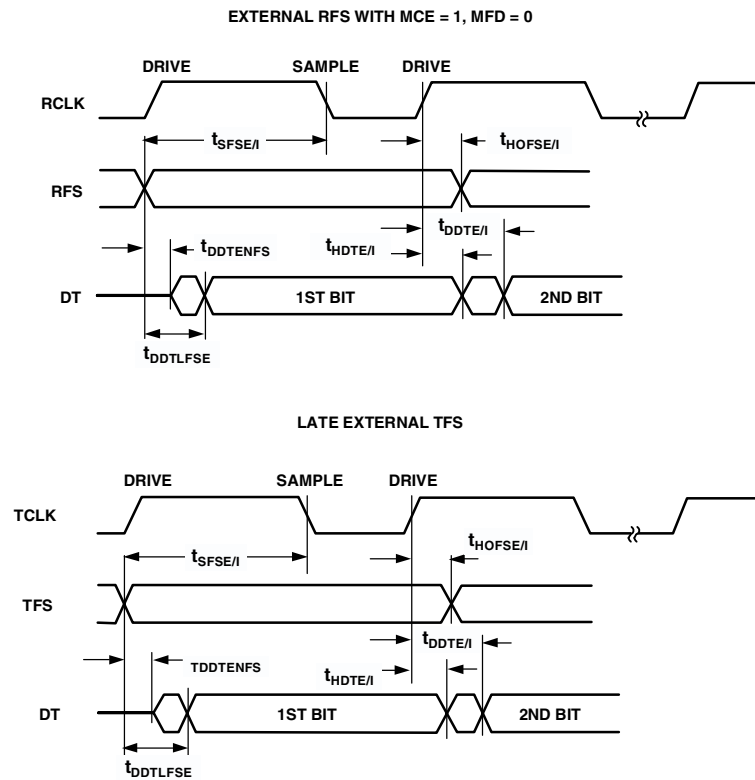 EXTERNAL RFS WITH MCE = 1, MFD = 0
DRIVE SAMPLE DRIVE
RCLK
tSFSE/I tHOFSE/I
RFS
tDDTE/I
tDDTENFS tHDTE/I
DT 1ST BIT 2ND BIT
tDDTLFSE
LATE EXTERNAL TFS
DRIVE SAMPLE DRIVE
TCLK
tHOFSE/I
tSFSE/I
TFS
tDDTE/I
TDDTENFS
tHDTE/I
DT 1ST BIT 2ND BIT
tDDTLFSE